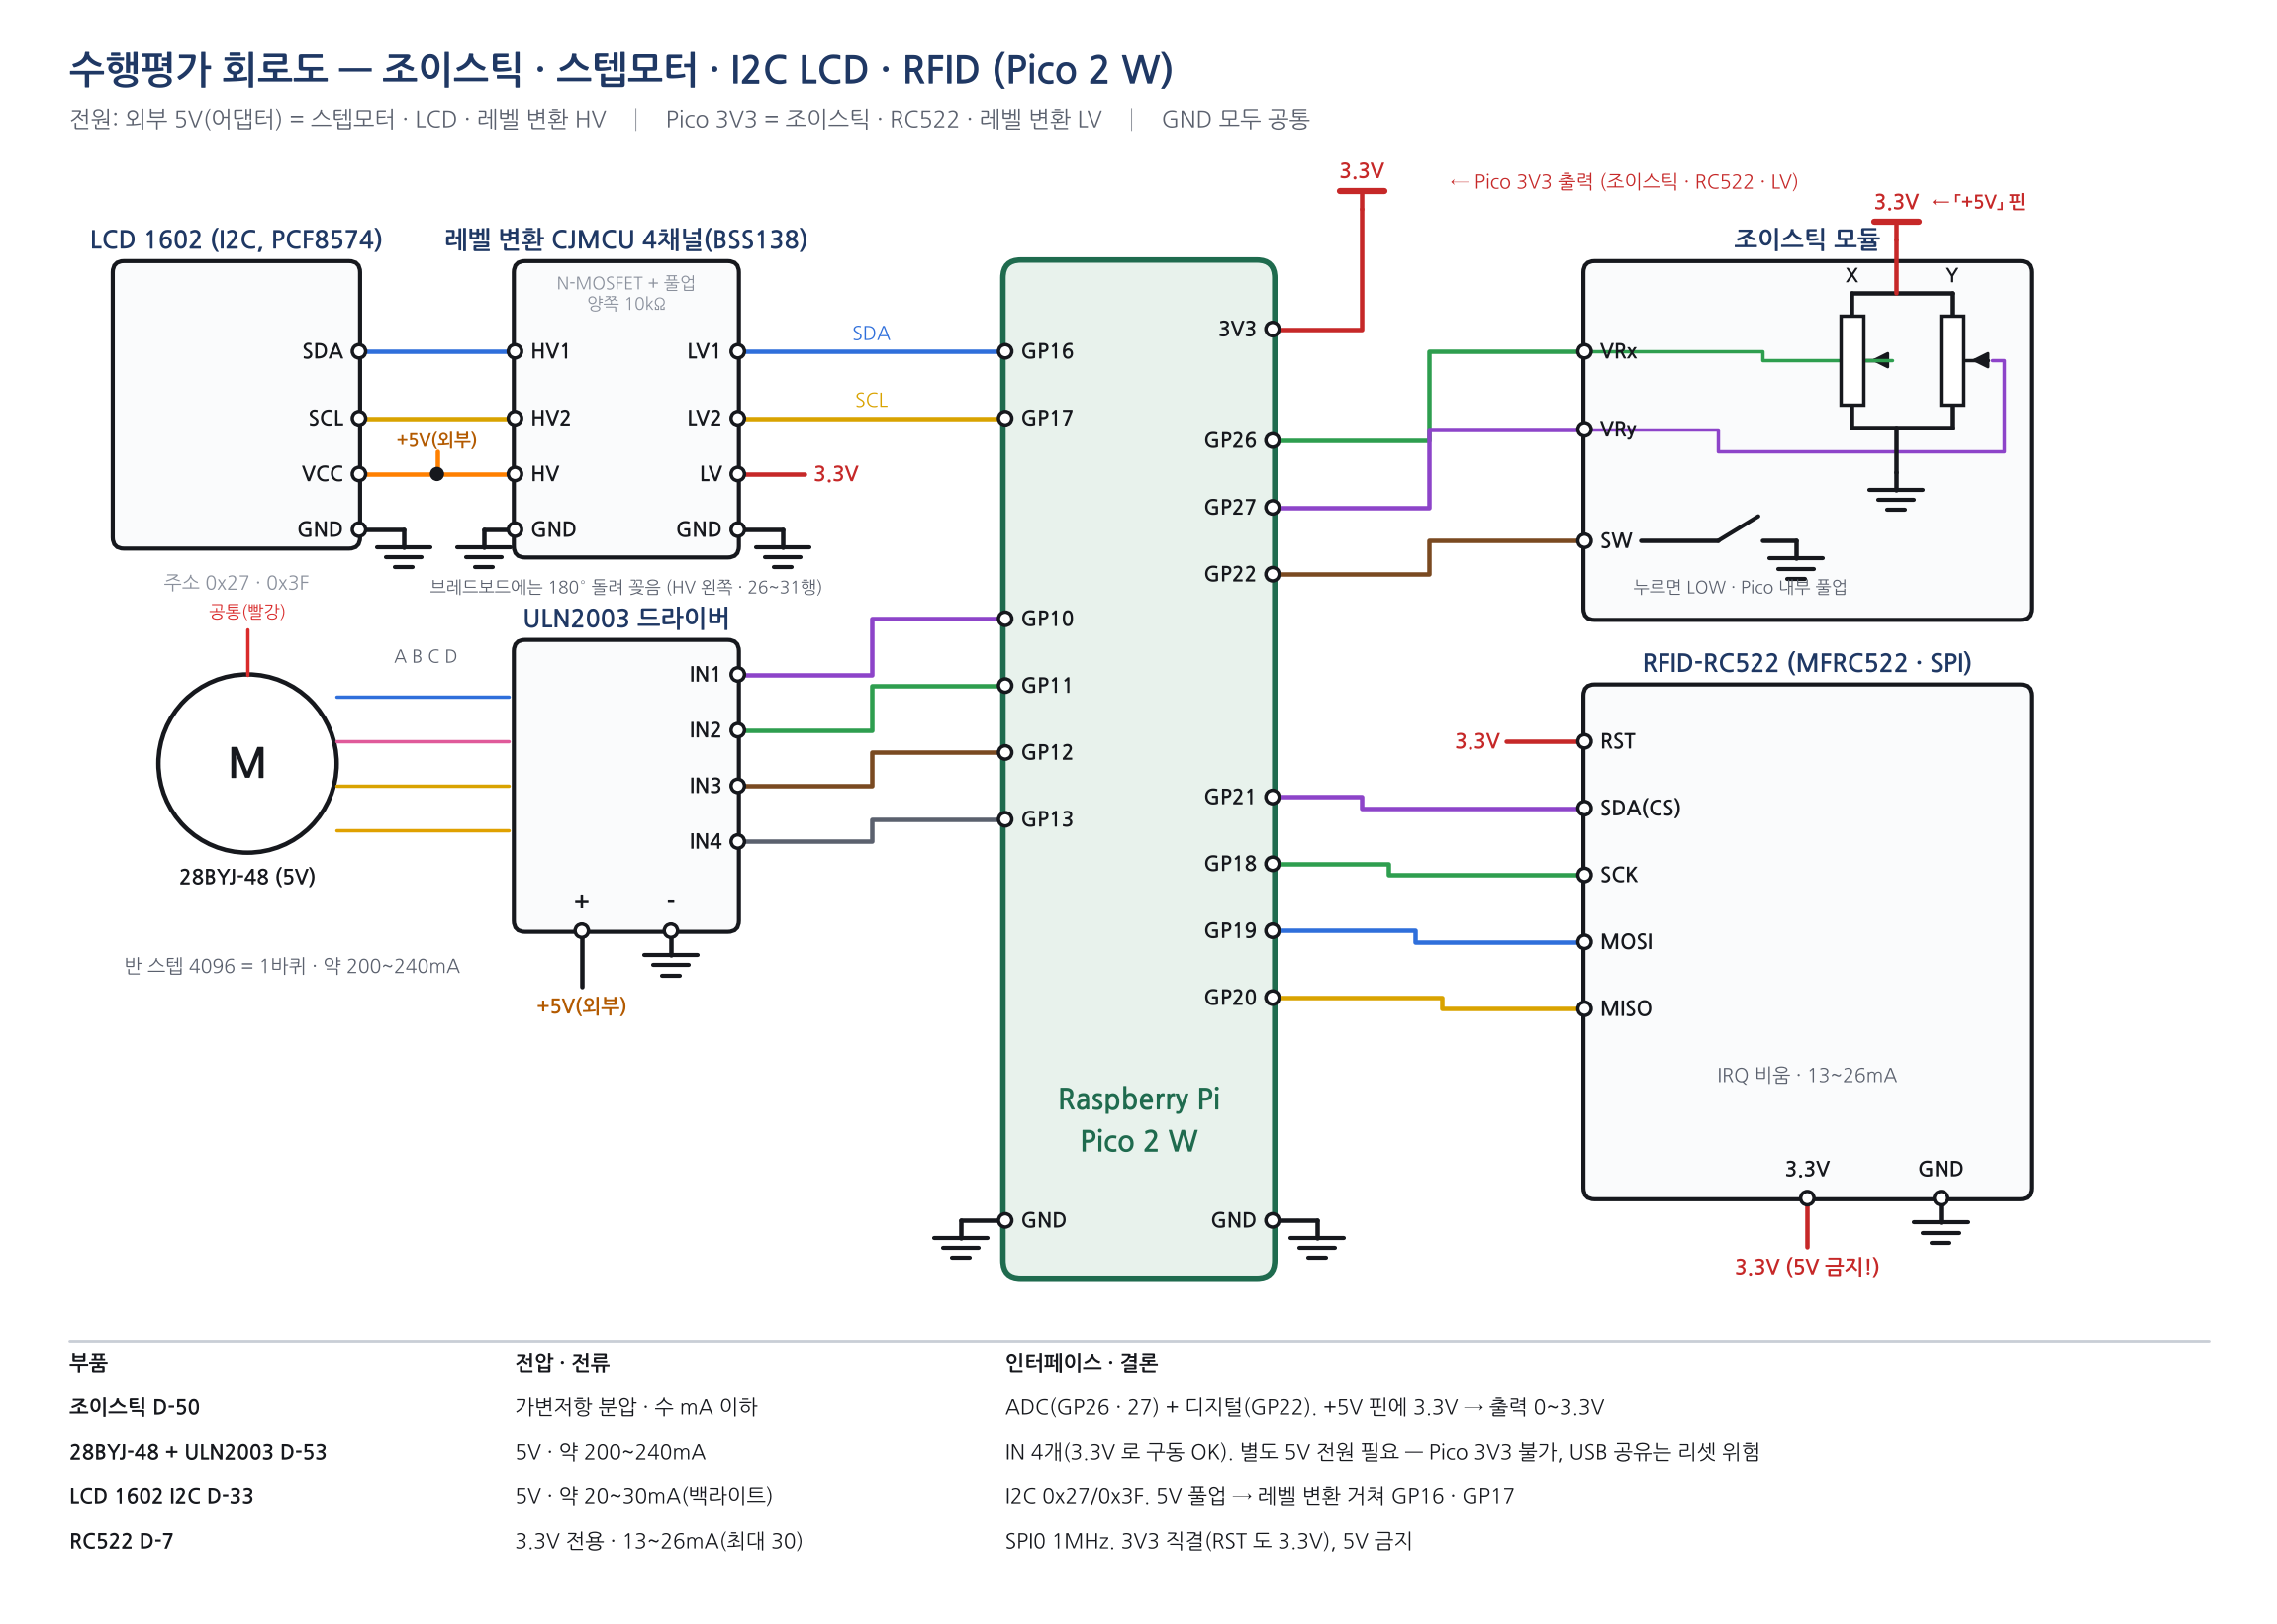 수행평가 회로도 — 조이스틱 · 스텝모터 · I2C LCD · RFID (Pico 2 W)
전원: 외부 5V(어댑터) = 스텝모터 · LCD · 레벨 변환 HV | Pico 3V3 = 조이스틱 · RC522 · 레벨 변환 LV | GND 모두 공통
3.3V
← Pico 3V3 출력 (조이스틱 · RC522 · LV)
3.3V ←「+5V」핀
LCD 1602 (I2C, PCF8574)
SDA
SCL
VCC
GND
주소 0x27 · 0x3F
+5V(외부)
레벨 변환 CJMCU 4채널(BSS138)
N-MOSFET + 풀업
양쪽 10kΩ
HV1
LV1
HV2
LV2
HV
LV
GND
GND
3.3V
브레드보드에는 180° 돌려 꽂음 (HV 왼쪽 · 26~31행)
SDA
SCL
공통(빨강)
A B C D
M
28BYJ-48 (5V)
반 스텝 4096 = 1바퀴 · 약 200~240mA
ULN2003 드라이버
IN1
IN2
IN3
IN4
+
-
+5V(외부)
GP16
GP17
GP10
GP11
GP12
GP13
GND
3V3
GP26
GP27
GP22
GP21
GP18
GP19
GP20
GND
Raspberry Pi
Pico 2 W
조이스틱 모듈
X
Y
VRx
VRy
SW
누르면 LOW · Pico 내부 풀업
RFID-RC522 (MFRC522 · SPI)
3.3V
RST
SDA(CS)
SCK
MOSI
MISO
IRQ 비움 · 13~26mA
3.3V
GND
3.3V (5V 금지!)
부품 전압 · 전류 인터페이스 · 결론
조이스틱 D-50 가변저항 분압 · 수 mA 이하 ADC(GP26 · 27) + 디지털(GP22). +5V 핀에 3.3V → 출력 0~3.3V
28BYJ-48 + ULN2003 D-53 5V · 약 200~240mA IN 4개(3.3V 로 구동 OK). 별도 5V 전원 필요 — Pico 3V3 불가, USB 공유는 리셋 위험
LCD 1602 I2C D-33 5V · 약 20~30mA(백라이트) I2C 0x27/0x3F. 5V 풀업 → 레벨 변환 거쳐 GP16 · GP17
RC522 D-7 3.3V 전용 · 13~26mA(최대 30) SPI0 1MHz. 3V3 직결(RST 도 3.3V), 5V 금지